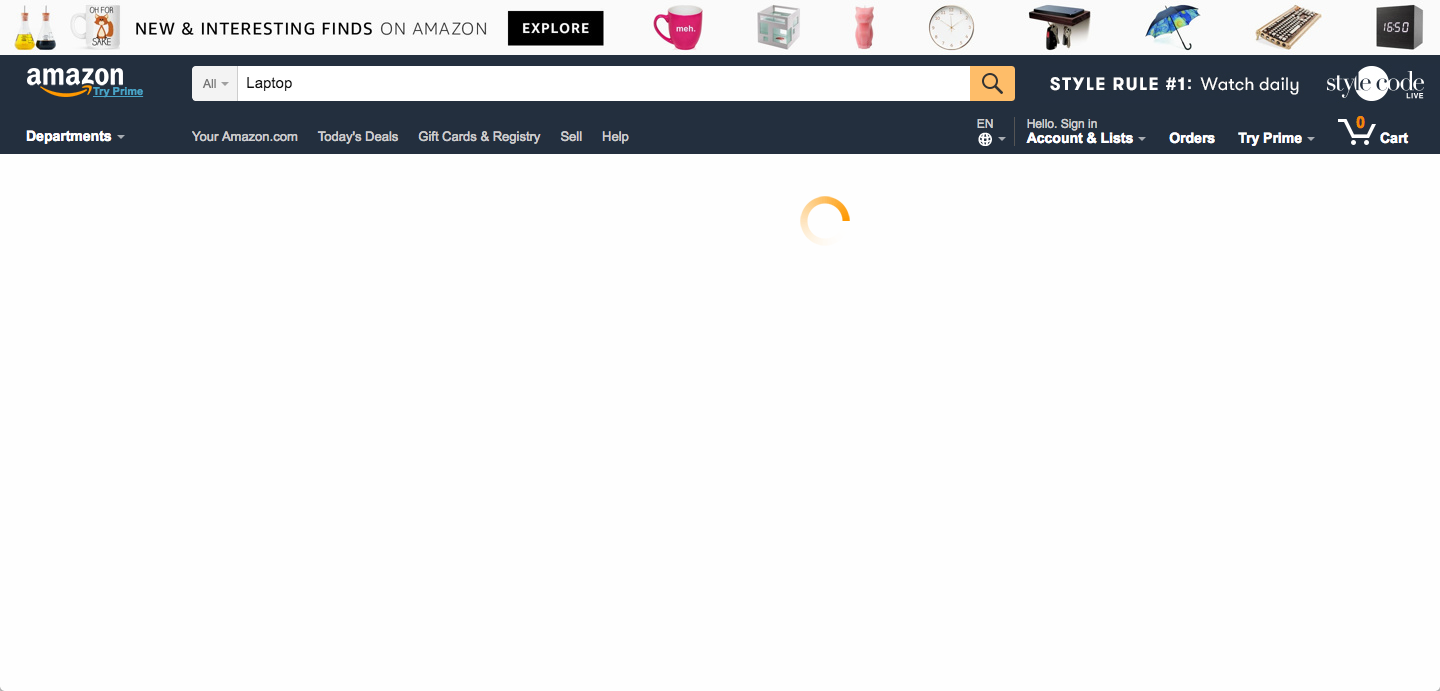 OH FOR
SAKE
NEW & INTERESTING FINDS ON AMAZON
EXPLORE
meh.
16:50
amazon
Try Prime
All
Laptop
STYLE RULE #1: Watch daily
style code
LIVE
Departments
Your Amazon.com
Today's Deals
Gift Cards & Registry
Sell
Help
EN
Hello. Sign in
Account & Lists
Orders
Try Prime
0
Cart